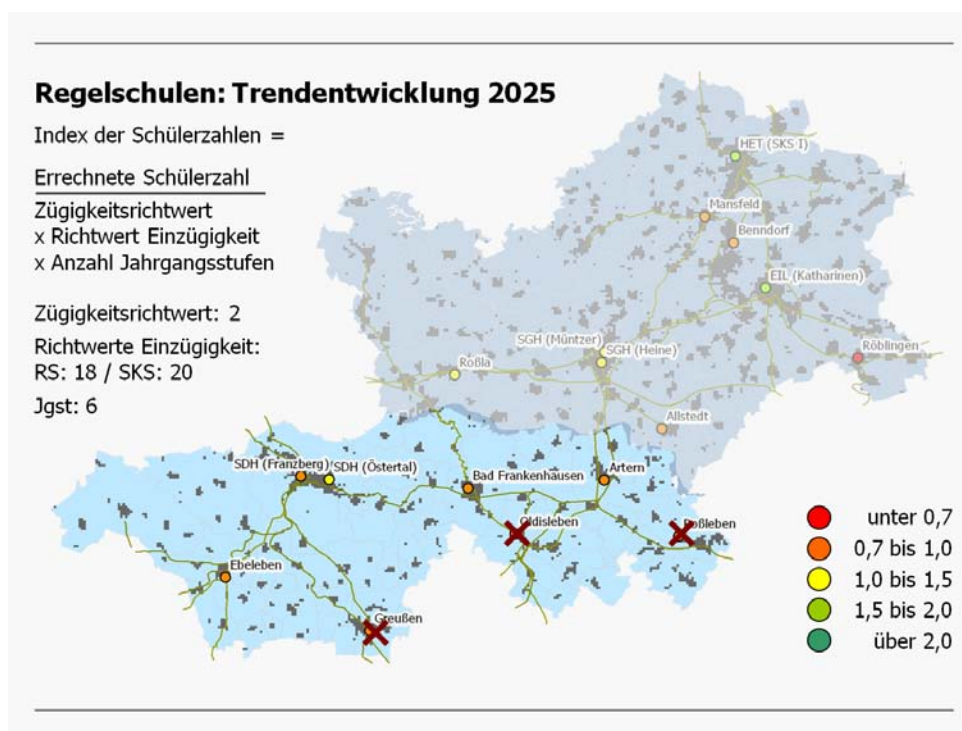 Regelschulen: Trendentwicklung 2025
Index der Schülerzahlen =
Errechnete Schülerzahl
Zügigkeitsrichtwert
x Richtwert Einzügigkeit
x Anzahl Jahrgangsstufen
Zügigkeitsrichtwert: 2
Richtwerte Einzügigkeit:
RS: 18 / SKS: 20
Jgst: 6
HET (SKS I)
Mansfeld
Benndorf
EIL (Katharinen)
SGH (Müntzer)
SGH (Heine)
Röblingen
Roßla
Allstedt
SDH (Franzberg)
SDH (Östertal)
Bad Frankenhausen
Artern
Oldisleben
Roßleben
Ebeleben
Greußen
unter 0,7
0,7 bis 1,0
1,0 bis 1,5
1,5 bis 2,0
über 2,0